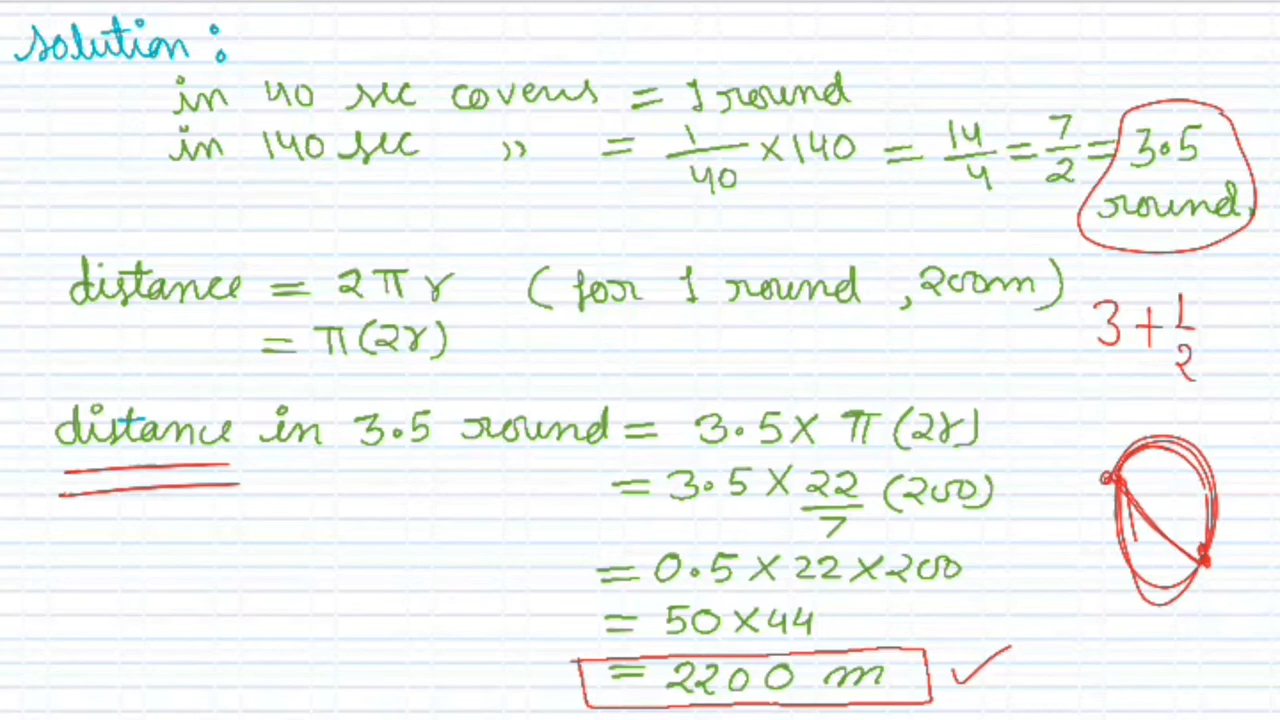 solution :
in 40 sec covers = 1 round
in 140 sec ,, = 1/40 × 140 = 14/4 = 7/2 = 3.5 round.
distance = 2πr (for 1 round, 200m)
= π(2r)
3 + 1/2
distance in 3.5 round = 3.5 × π(2r)
= 3.5 × 22/7 (200)
= 0.5 × 22 × 200
= 50 × 44
= 2200 m ✓